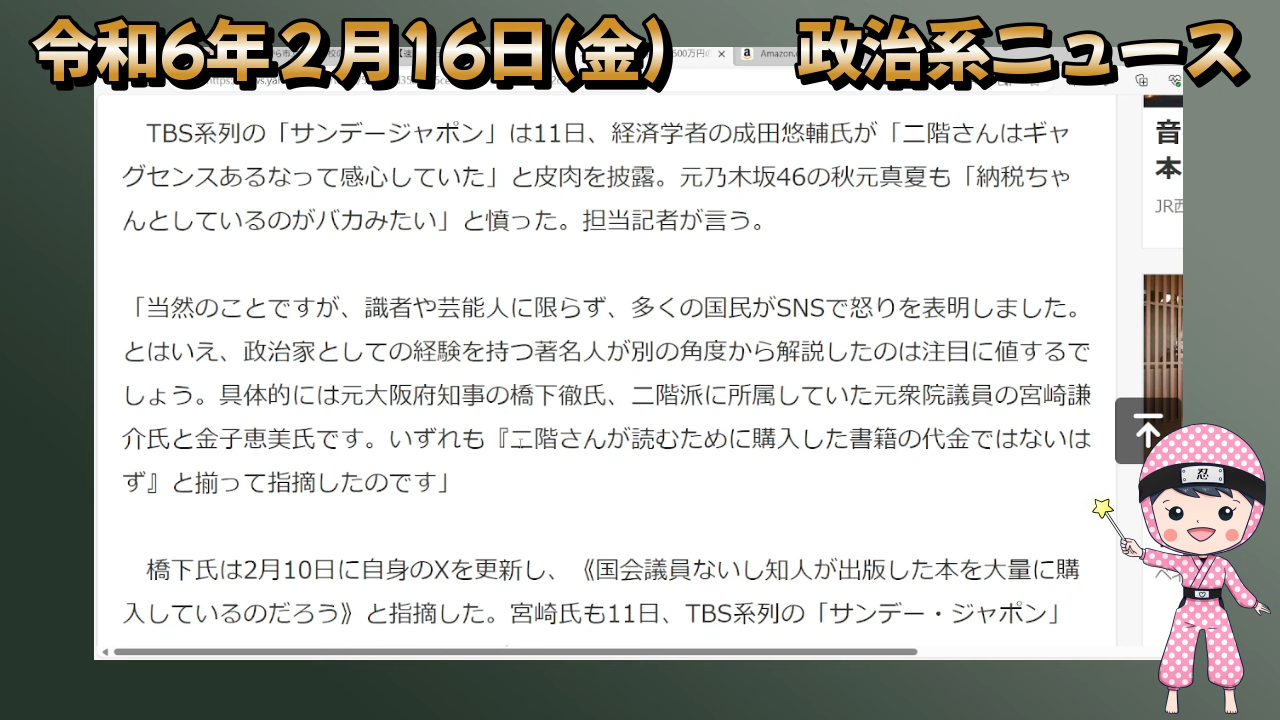 令和6年2月16日(金)
政治系ニュース
500万円の
Amazon.
TBS系列の「サンデージャポン」は11日、経済学者の成田悠輔氏が「二階さんはギャ
グセンスあるなって感心していた」と皮肉を披露。元乃木坂46の秋元真夏も「納税ちゃ
んとしているのがバカみたい」と憤った。担当記者が言う。
「当然のことですが、識者や芸能人に限らず、多くの国民がSNSで怒りを表明しました。
とはいえ、政治家としての経験を持つ著名人が別の角度から解説したのは注目に値するで
しょう。具体的には元大阪府知事の橋下徹氏、二階派に所属していた元衆院議員の宮崎謙
介氏と金子恵美氏です。いずれも『二階さんが読むために購入した書籍の代金ではないは
ず』と揃って指摘したのです」
橋下氏は2月10日に自身のXを更新し、《国会議員ないし知人が出版した本を大量に購
入しているのだろう》と指摘した。宮崎氏も11日、TBS系列の「サンデー・ジャポン」
音
本
JR西
忍